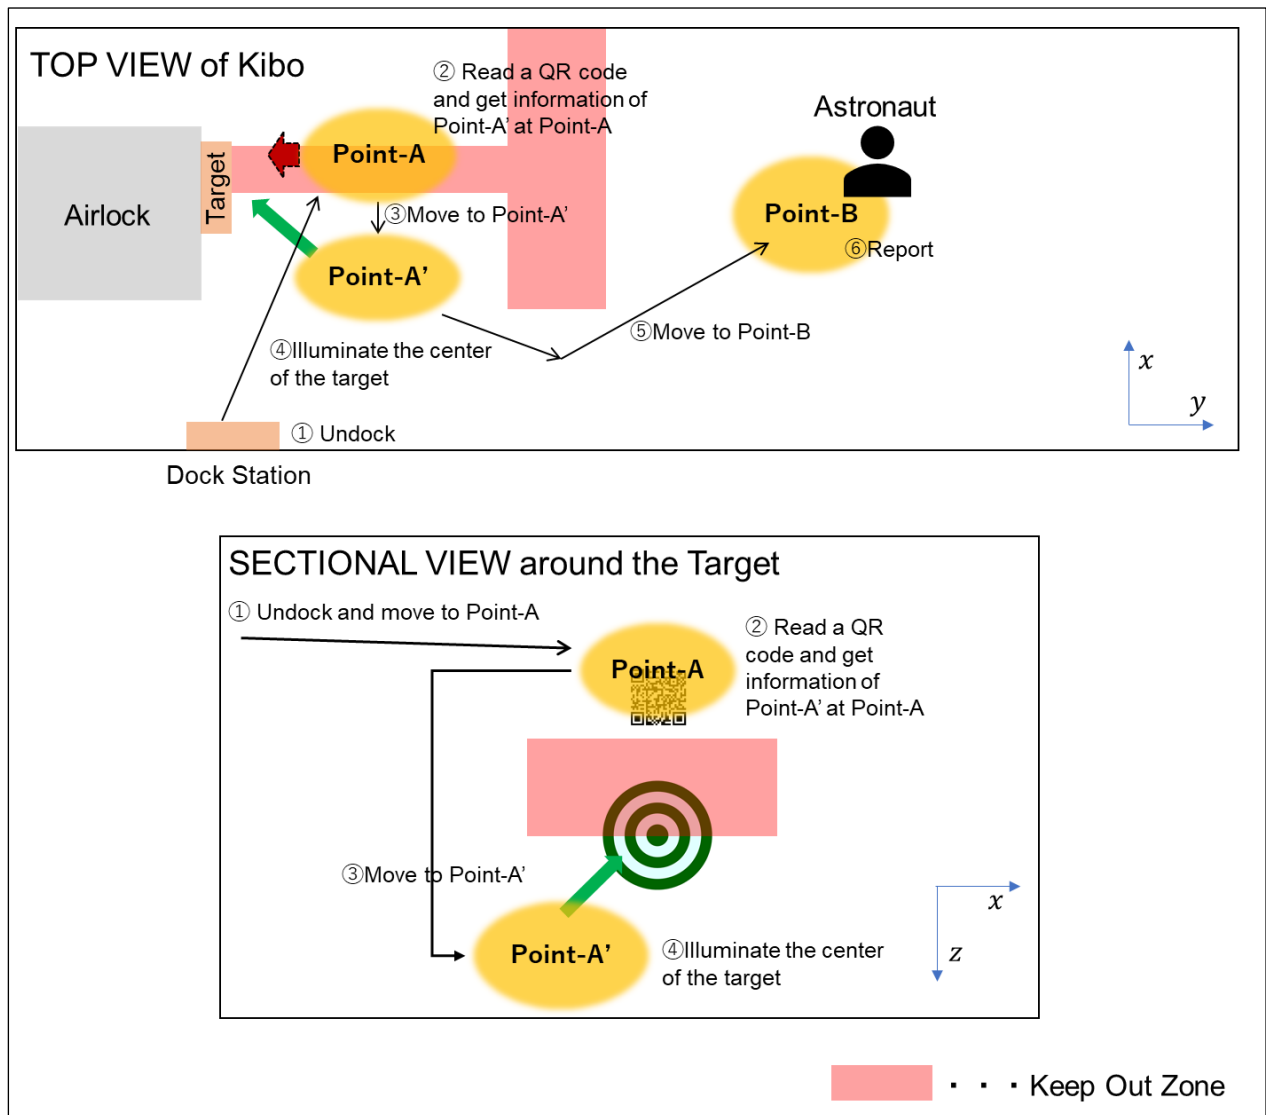 TOP VIEW of Kibo
② Read a QR code
and get information of
Point-A’ at Point-A
Astronaut
Point-A
Target
Airlock
③Move to Point-A’
Point-B
⑥Report
Point-A’
④Illuminate the center
of the target
⑤Move to Point-B
x
y
① Undock
Dock Station
SECTIONAL VIEW around the Target
① Undock and move to Point-A
② Read a QR
code and get
information of
Point-A’ at Point-A
Point-A
③Move to Point-A’
x
z
Point-A’
④Illuminate the center
of the target
・・・Keep Out Zone